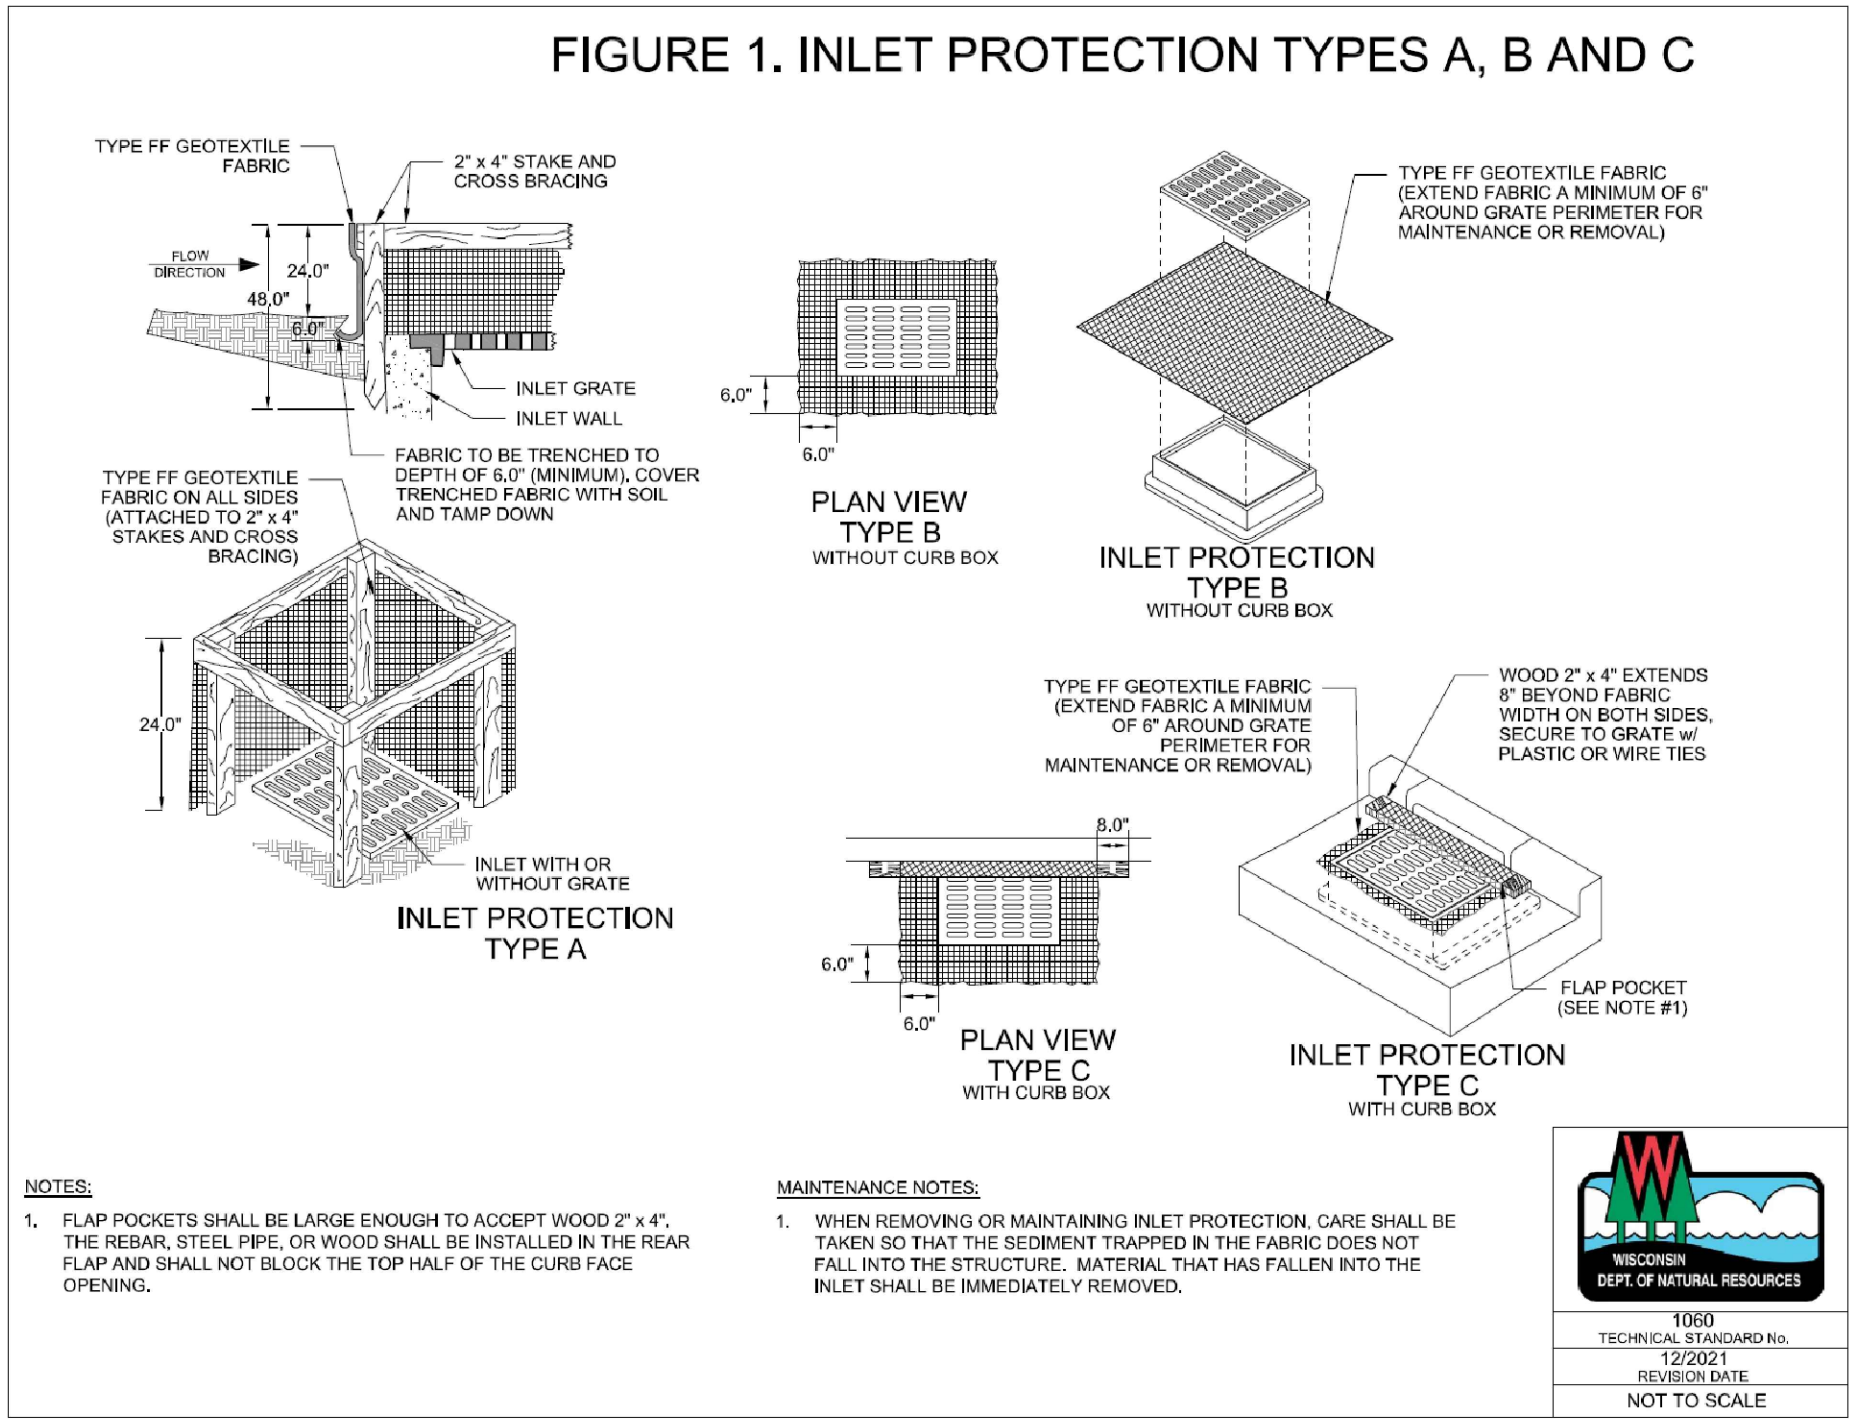 FIGURE 1. INLET PROTECTION TYPES A, B AND C
TYPE FF GEOTEXTILE
FABRIC
2" x 4" STAKE AND
CROSS BRACING
FLOW
DIRECTION
24.0"
48.0"
6.0"
INLET GRATE
INLET WALL
FABRIC TO BE TRENCHED TO
DEPTH OF 6.0" (MINIMUM). COVER
TRENCHED FABRIC WITH SOIL
AND TAMP DOWN
TYPE FF GEOTEXTILE
FABRIC ON ALL SIDES
(ATTACHED TO 2" x 4"
STAKES AND CROSS
BRACING)
24.0"
INLET WITH OR
WITHOUT GRATE
INLET PROTECTION
TYPE A
6.0"
6.0"
PLAN VIEW
TYPE B
WITHOUT CURB BOX
TYPE FF GEOTEXTILE FABRIC
(EXTEND FABRIC A MINIMUM OF 6"
AROUND GRATE PERIMETER FOR
MAINTENANCE OR REMOVAL)
INLET PROTECTION
TYPE B
WITHOUT CURB BOX
TYPE FF GEOTEXTILE FABRIC
(EXTEND FABRIC A MINIMUM
OF 6" AROUND GRATE
PERIMETER FOR
MAINTENANCE OR REMOVAL)
WOOD 2" x 4" EXTENDS
8" BEYOND FABRIC
WIDTH ON BOTH SIDES,
SECURE TO GRATE w/
PLASTIC OR WIRE TIES
8.0"
6.0"
6.0"
PLAN VIEW
TYPE C
WITH CURB BOX
FLAP POCKET
(SEE NOTE #1)
INLET PROTECTION
TYPE C
WITH CURB BOX
NOTES:
1. FLAP POCKETS SHALL BE LARGE ENOUGH TO ACCEPT WOOD 2" x 4".
THE REBAR, STEEL PIPE, OR WOOD SHALL BE INSTALLED IN THE REAR
FLAP AND SHALL NOT BLOCK THE TOP HALF OF THE CURB FACE
OPENING.
MAINTENANCE NOTES:
1. WHEN REMOVING OR MAINTAINING INLET PROTECTION, CARE SHALL BE
TAKEN SO THAT THE SEDIMENT TRAPPED IN THE FABRIC DOES NOT
FALL INTO THE STRUCTURE. MATERIAL THAT HAS FALLEN INTO THE
INLET SHALL BE IMMEDIATELY REMOVED.
W
WISCONSIN
DEPT. OF NATURAL RESOURCES
1060
TECHNICAL STANDARD No.
12/2021
REVISION DATE
NOT TO SCALE